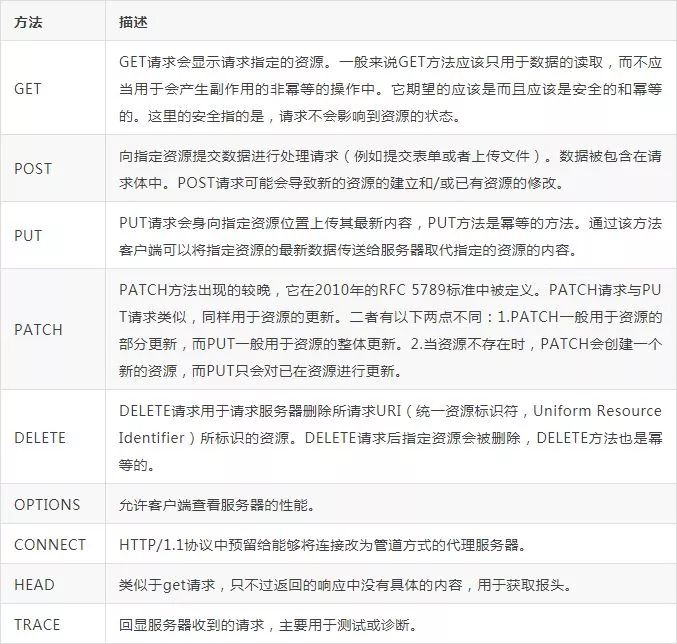 方法 描述
GET请求会显示请求指定的资源。一般来说GET方法应该只用于数据的读取，而不应
GET 当用于会产生副作用的非幂等的操作中。它期望的应该是而且应该是安全的和幂等
的。这里的安全指的是，请求不会影响到资源的状态。
POST 向指定资源提交数据进行处理请求（例如提交表单或者上传文件）。数据被包含在请
求体中。POST请求可能会导致新的资源的建立和/或已有资源的修改。
PUT PUT请求会身向指定资源位置上传其最新内容，PUT方法是幂等的方法。通过该方法
客户端可以将指定资源的最新数据传送给服务器取代指定的资源的内容。
PATCH方法出现的较晚，它在2010年的RFC 5789标准中被定义。PATCH请求与PU
PATCH T请求类似，同样用于资源的更新。二者有以下两点不同：1.PATCH一般用于资源的
部分更新，而PUT一般用于资源的整体更新。2.当资源不存在时，PATCH会创建一个
新的资源，而PUT只会对已在资源进行更新。
DELETE请求用于请求服务器删除所请求URI（统一资源标识符，Uniform Resource
DELETE Identifier）所标识的资源。DELETE请求后指定资源会被删除，DELETE方法也是幂
等的。
OPTIONS 允许客户端查看服务器的性能。
CONNECT HTTP/1.1协议中预留给能够将连接改为管道方式的代理服务器。
HEAD 类似于get请求，只不过返回的响应中没有具体的内容，用于获取报头。
TRACE 回显服务器收到的请求，主要用于测试或诊断。